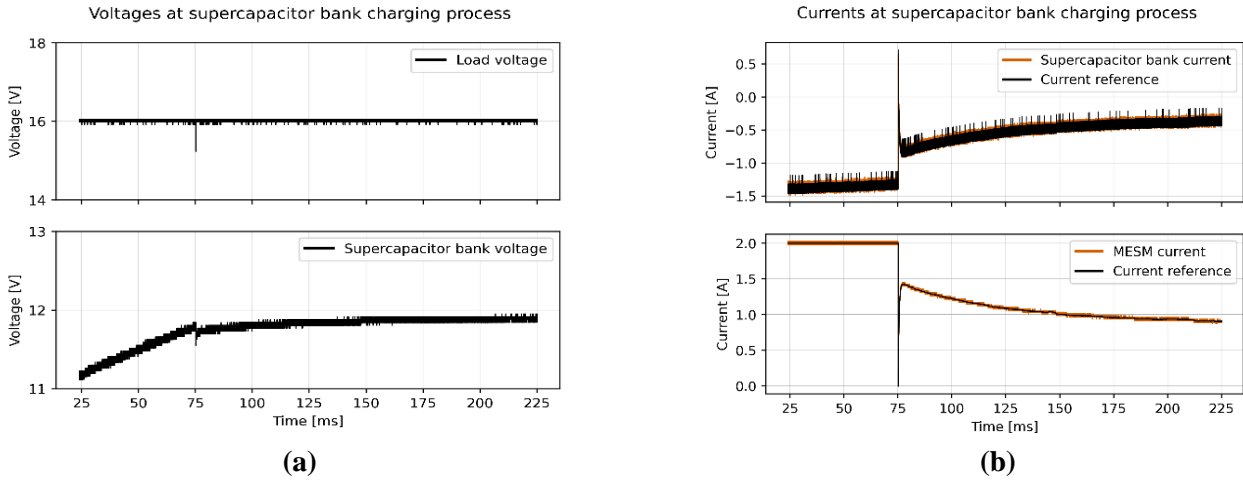 Voltages at supercapacitor bank charging process
18
16
14
Voltage [V]
Load voltage
13
12
11
Voltage [V]
Supercapacitor bank voltage
25 50 75 100 125 150 175 200 225
Time [ms]
(a)
Currents at supercapacitor bank charging process
0.5
0.0
−0.5
−1.0
−1.5
Current [A]
Supercapacitor bank current
Current reference
2.0
1.5
1.0
0.5
0.0
Current [A]
MESM current
Current reference
25 50 75 100 125 150 175 200 225
Time [ms]
(b)